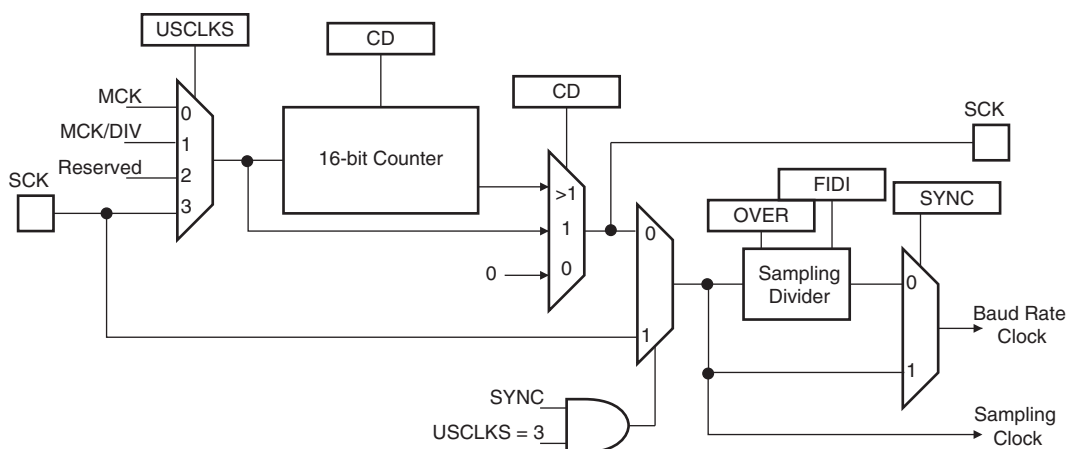 USCLKS
CD
CD
MCK
0
MCK/DIV
1
Reserved
2
SCK
3
16-bit Counter
>1
1
0
0
SCK
FIDI
OVER
SYNC
0
1
Sampling
Divider
0
1
Baud Rate
Clock
SYNC
USCLKS = 3
Sampling
Clock